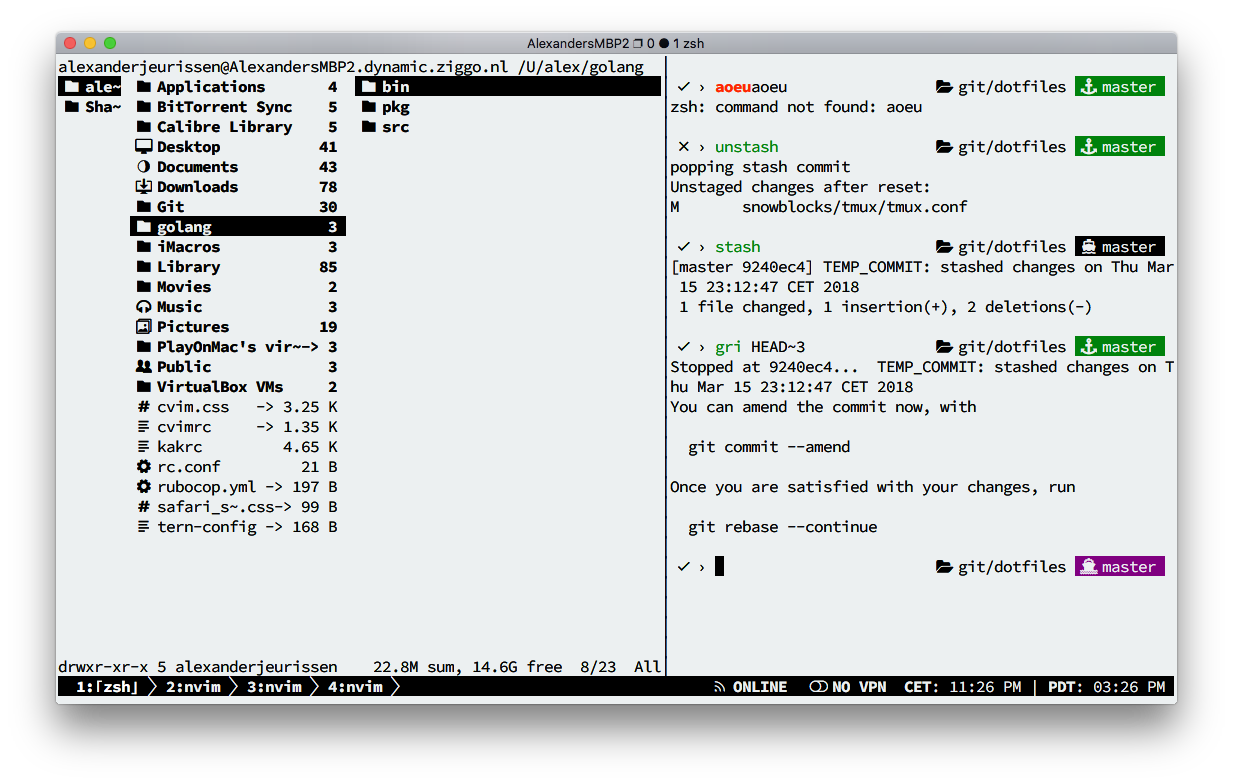 AlexandersMBP2 0 1 zsh
alexanderjeurissen@AlexandersMBP2.dynamic.ziggo.nl /U/alex/golang
ale~ Applications 4 bin
Sha~ BitTorrent Sync 5 pkg
Calibre Library 5 src
Desktop 41
Documents 43
Downloads 78
Git 30
golang 3
iMacros 3
Library 85
Movies 2
Music 3
Pictures 19
PlayOnMac's vir~-> 3
Public 3
VirtualBox VMs 2
# cvim.css -> 3.25 K
cvimrc -> 1.35 K
kakrc 4.65 K
rc.conf 21 B
rubocop.yml -> 197 B
# safari_s~.css-> 99 B
tern-config -> 168 B
drwxr-xr-x 5 alexanderjeurissen 22.8M sum, 14.6G free 8/23 All
✓ › aoeuaoeu git/dotfiles master
zsh: command not found: aoeu
✕ › unstash git/dotfiles master
popping stash commit
Unstaged changes after reset:
M snowblocks/tmux/tmux.conf
✓ › stash git/dotfiles master
[master 9240ec4] TEMP_COMMIT: stashed changes on Thu Mar
15 23:12:47 CET 2018
1 file changed, 1 insertion(+), 2 deletions(-)
✓ › gri HEAD~3 git/dotfiles master
Stopped at 9240ec4... TEMP_COMMIT: stashed changes on T
hu Mar 15 23:12:47 CET 2018
You can amend the commit now, with
git commit --amend
Once you are satisfied with your changes, run
git rebase --continue
✓ › git/dotfiles master
1:⌈zsh⌋ 2:nvim 3:nvim 4:nvim ONLINE NO VPN CET: 11:26 PM | PDT: 03:26 PM